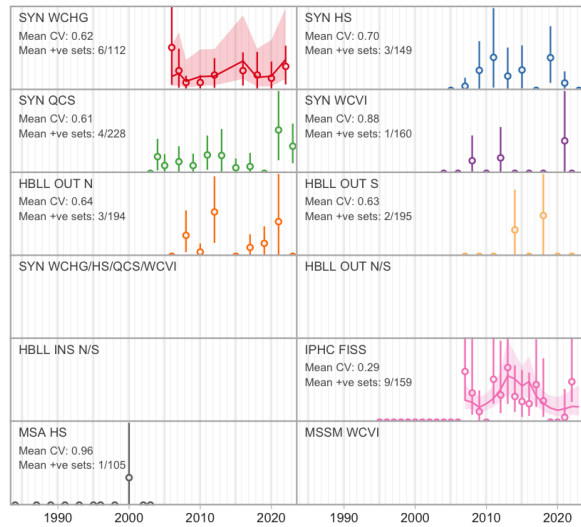 SYN WCHG
Mean CV: 0.62
Mean +ve sets: 6/112
SYN HS
Mean CV: 0.70
Mean +ve sets: 3/149
SYN QCS
Mean CV: 0.61
Mean +ve sets: 4/228
SYN WCVI
Mean CV: 0.88
Mean +ve sets: 1/160
HBLL OUT N
Mean CV: 0.64
Mean +ve sets: 3/194
HBLL OUT S
Mean CV: 0.63
Mean +ve sets: 2/195
SYN WCHG/HS/QCS/WCVI
HBLL OUT N/S
HBLL INS N/S
IPHC FISS
Mean CV: 0.29
Mean +ve sets: 9/159
MSA HS
Mean CV: 0.96
Mean +ve sets: 1/105
MSSM WCVI
1990 2000 2010 2020 1990 2000 2010 2020